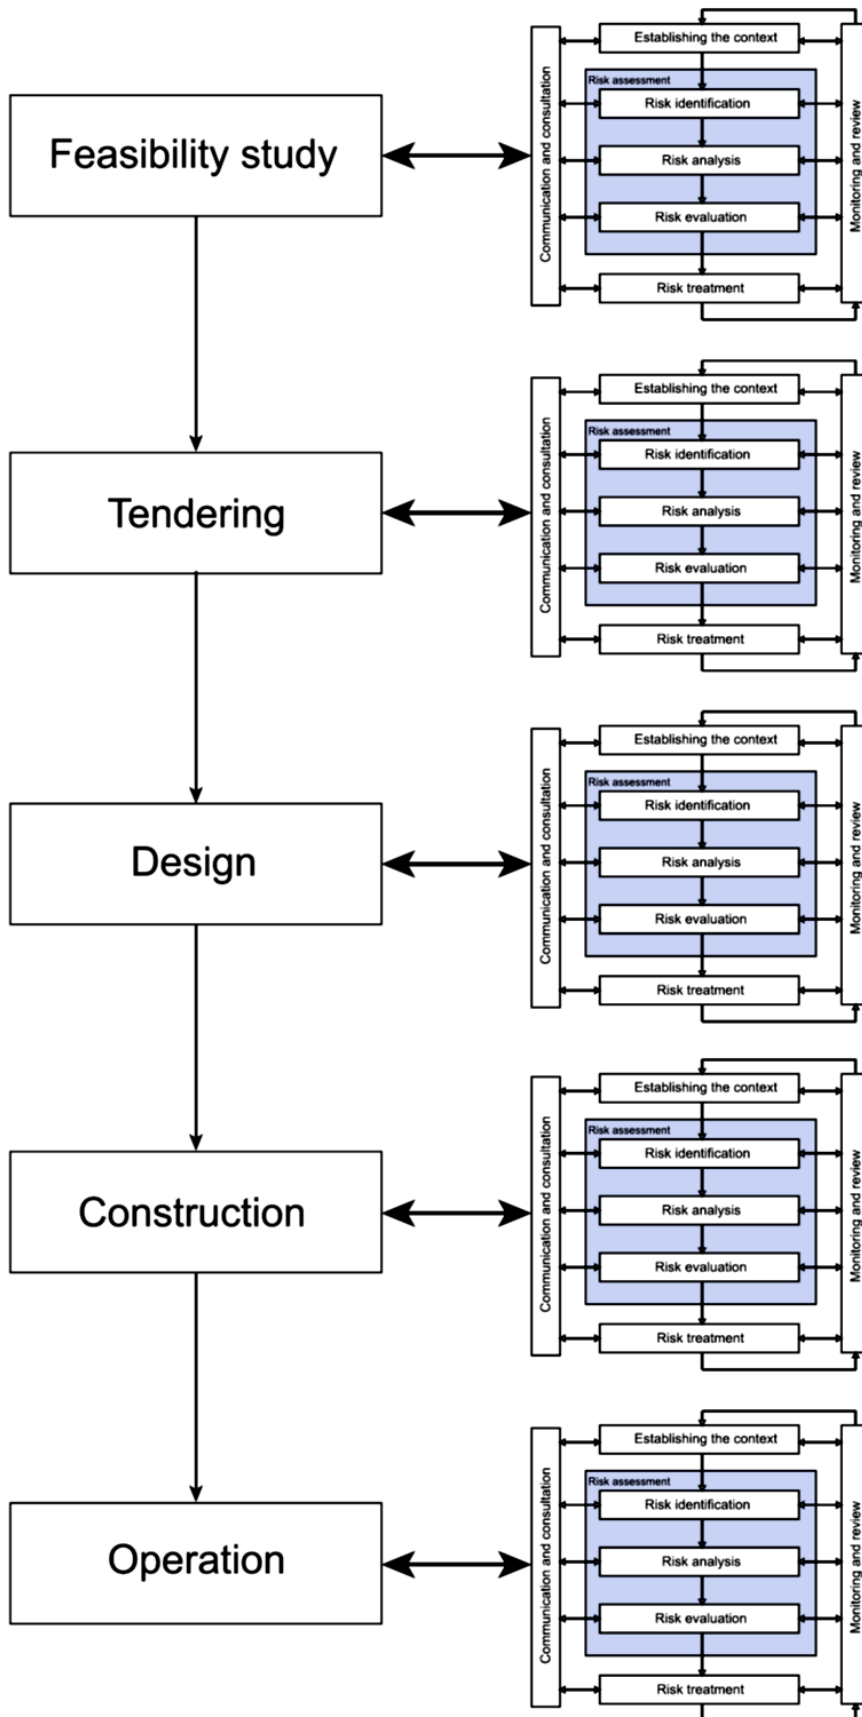 Establishing the context
Risk assessment
Risk identification
Feasibility study
Communication and consultation
Risk analysis
Monitoring and review
Risk evaluation
Risk treatment
Establishing the context
Risk assessment
Risk identification
Tendering
Communication and consultation
Risk analysis
Monitoring and review
Risk evaluation
Risk treatment
Establishing the context
Risk assessment
Risk identification
Design
Communication and consultation
Risk analysis
Monitoring and review
Risk evaluation
Risk treatment
Establishing the context
Risk assessment
Risk identification
Construction
Communication and consultation
Risk analysis
Monitoring and review
Risk evaluation
Risk treatment
Establishing the context
Risk assessment
Risk identification
Operation
Communication and consultation
Risk analysis
Monitoring and review
Risk evaluation
Risk treatment